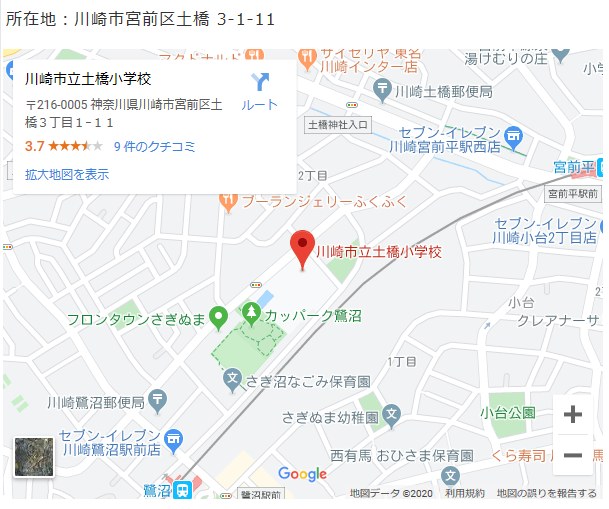 所在地：川崎市宮前区土橋 3-1-11
マクドナルド
サイゼリヤ 東名
川崎インター店
湯けむりの庄
川崎市立土橋小学校
ルート
〒216-0005 神奈川県川崎市宮前区土
橋３丁目１−１１
3.7
9 件のクチコミ
拡大地図を表示
川崎土橋郵便局
土橋神社入口
セブン-イレブン
川崎宮前平駅西店
宮前平
宮前平駅前
2丁目
ブーランジェリーふくふく
セブン-イレブン
川崎小台2丁目店
川崎市立土橋小学校
小台
クレアナーサ
フロンタウンさぎぬま
カッパーク鷺沼
1丁目
さぎ沼なごみ保育園
川崎鷺沼郵便局
さぎぬま幼稚園
小台公園
セブン-イレブン
川崎鷺沼駅前店
西有馬 おひさま保育園
くら寿司 川
鷺沼
鷺沼駅前
Google
地図データ ©2020
利用規約
地図の誤りを報告する